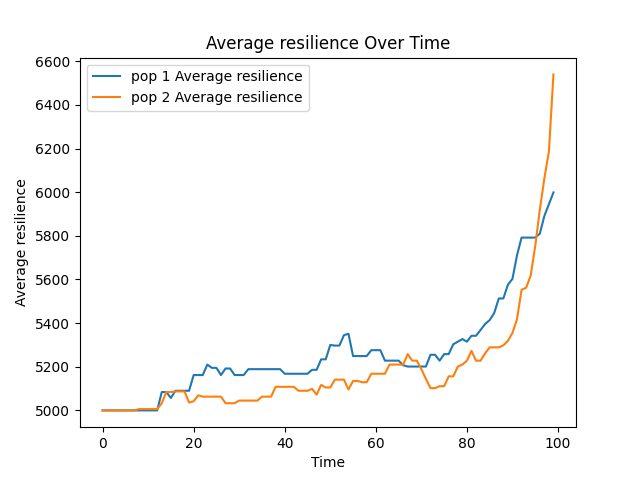 Average resilience Over Time
pop 1 Average resilience
pop 2 Average resilience
Average resilience
6600
6400
6200
6000
5800
5600
5400
5200
5000
0 20 40 60 80 100
Time